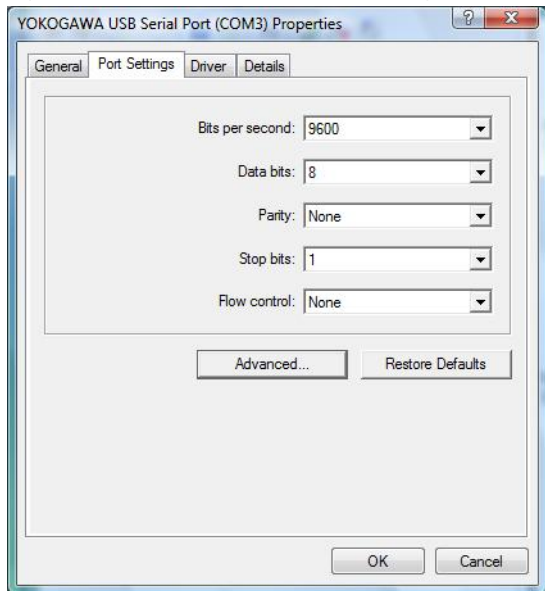 YOKOGAWA USB Serial Port (COM3) Properties
General Port Settings Driver Details
Bits per second: 9600
Data bits: 8
Parity: None
Stop bits: 1
Flow control: None
Advanced... Restore Defaults
OK Cancel